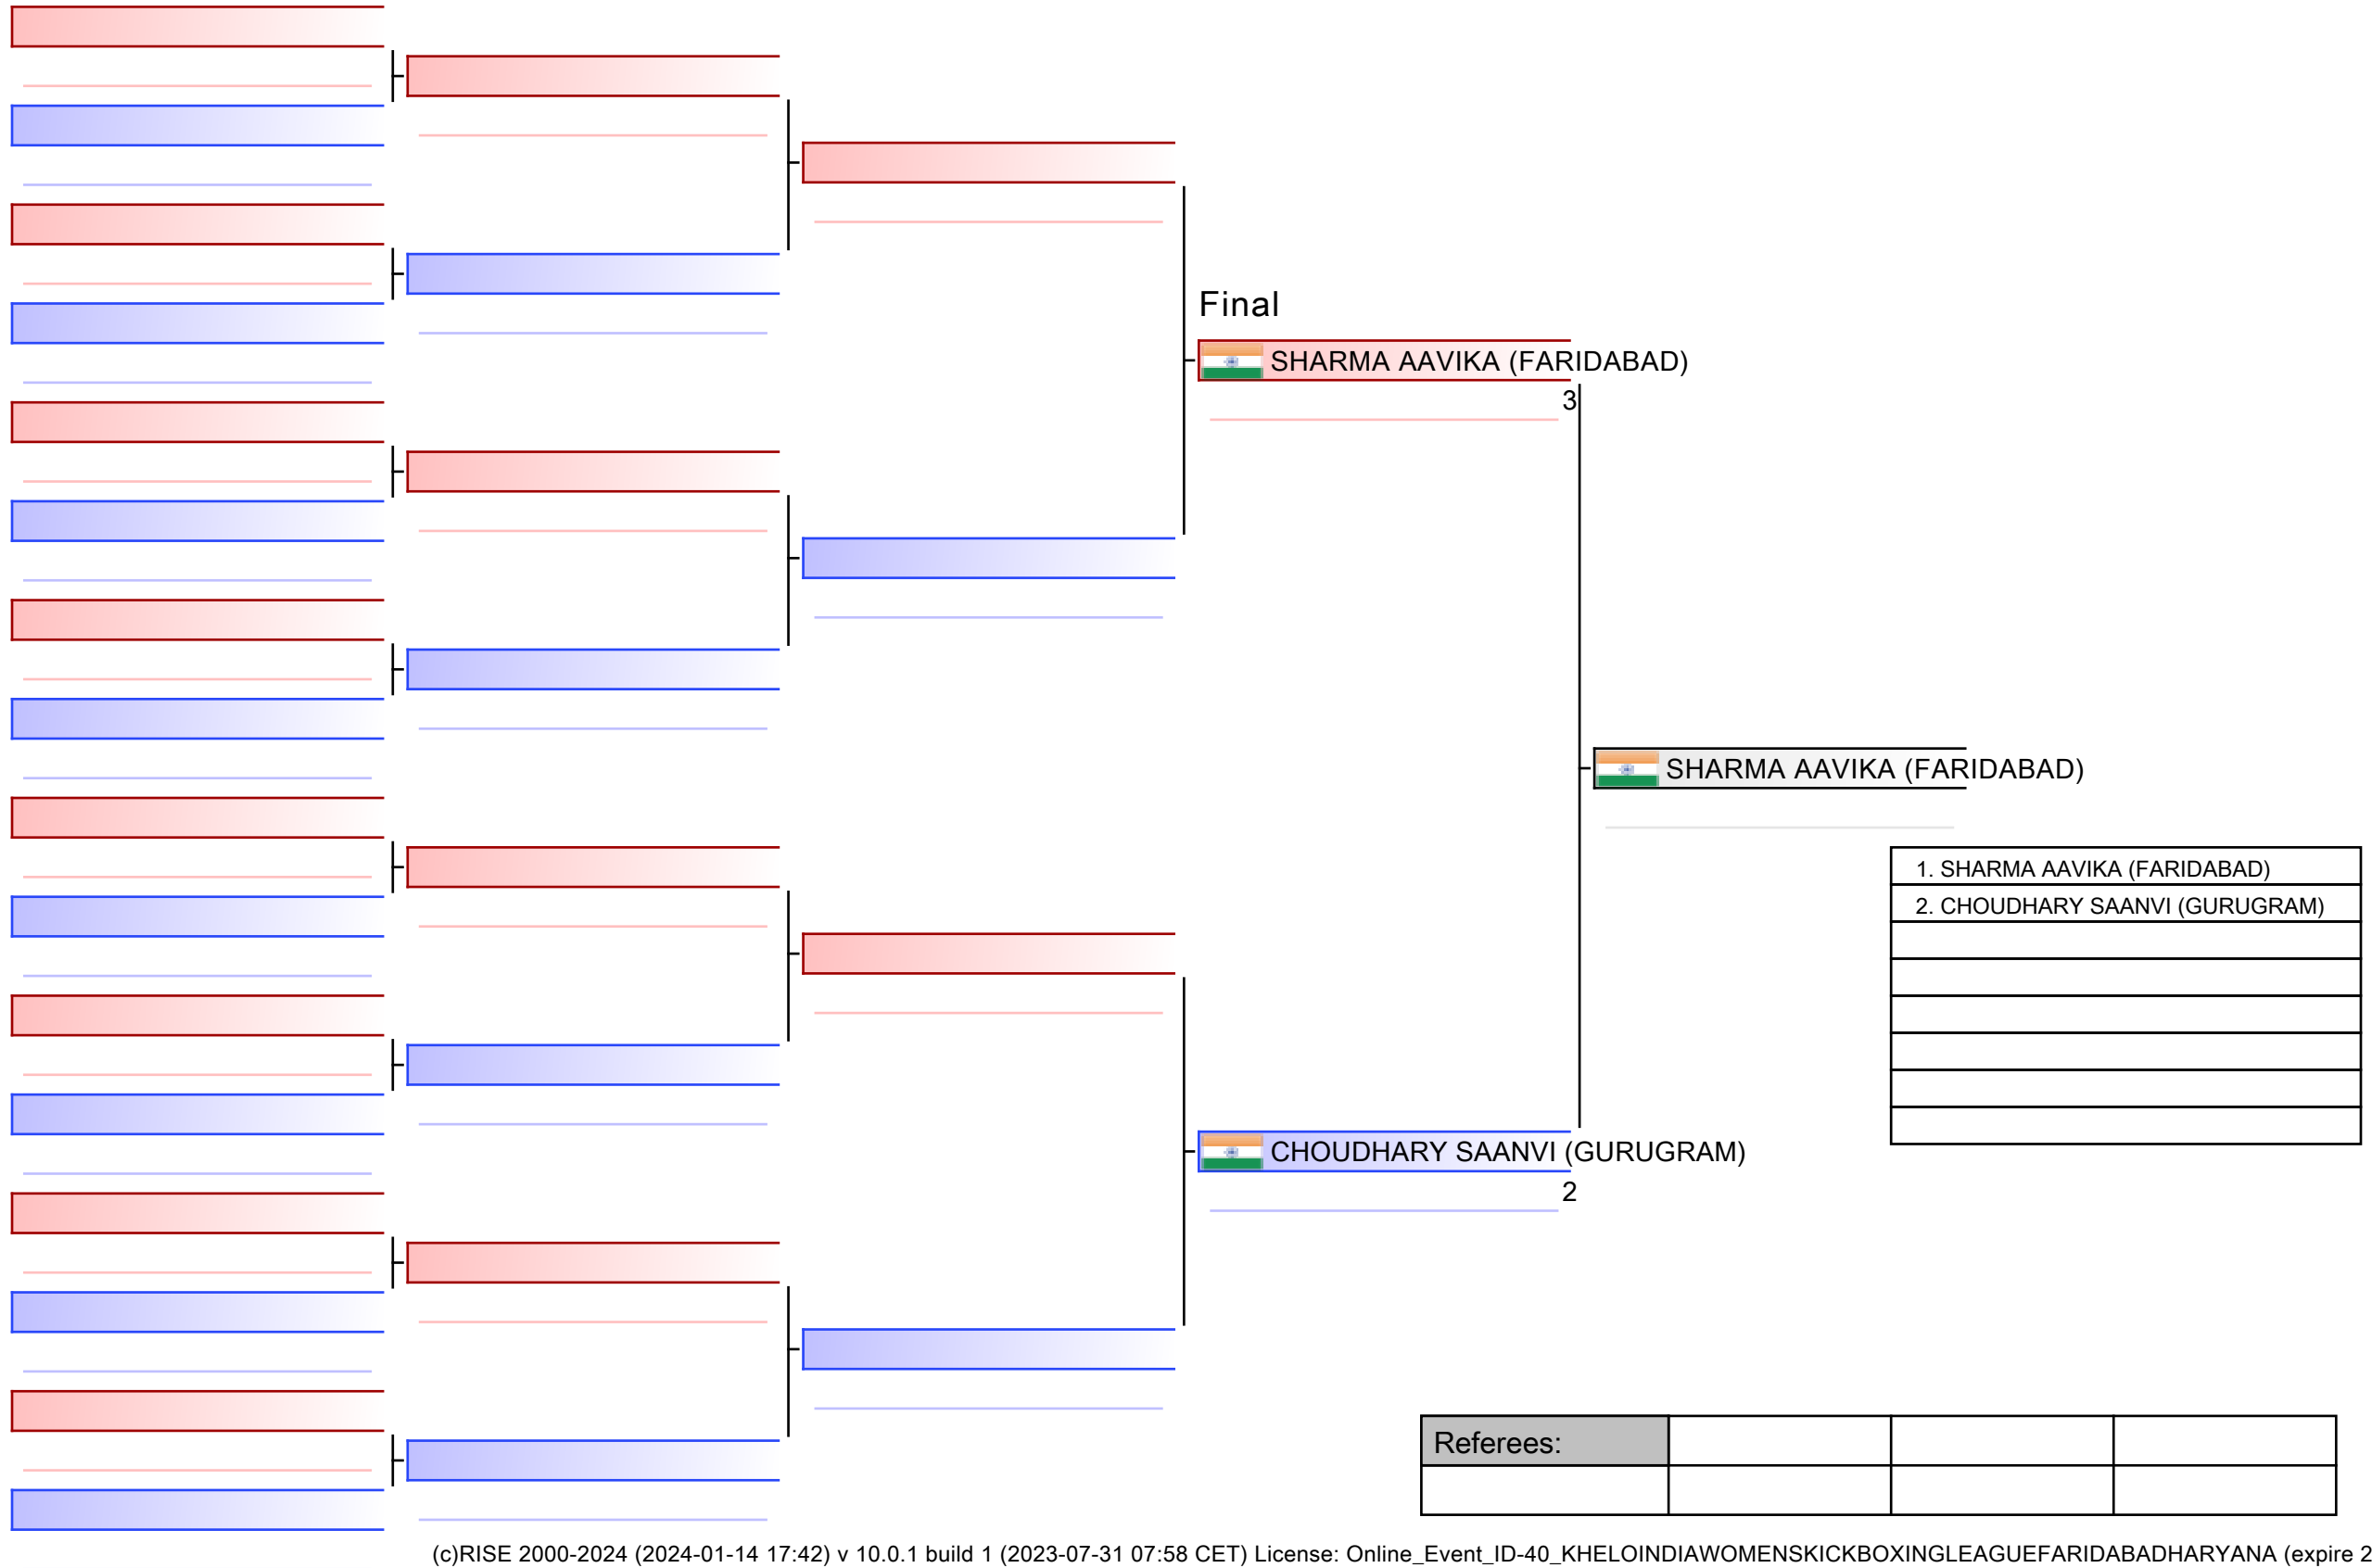 Final
SHARMA AAVIKA (FARIDABAD)
3
SHARMA AAVIKA (FARIDABAD)
1. SHARMA AAVIKA (FARIDABAD)
2. CHOUDHARY SAANVI (GURUGRAM)
CHOUDHARY SAANVI (GURUGRAM)
2
Referees:
(c)RISE 2000-2024 (2024-01-14 17:42) v 10.0.1 build 1 (2023-07-31 07:58 CET) License: Online_Event_ID-40_KHELOINDIAWOMENSKICKBOXINGLEAGUEFARIDABADHARYANA (expire 2